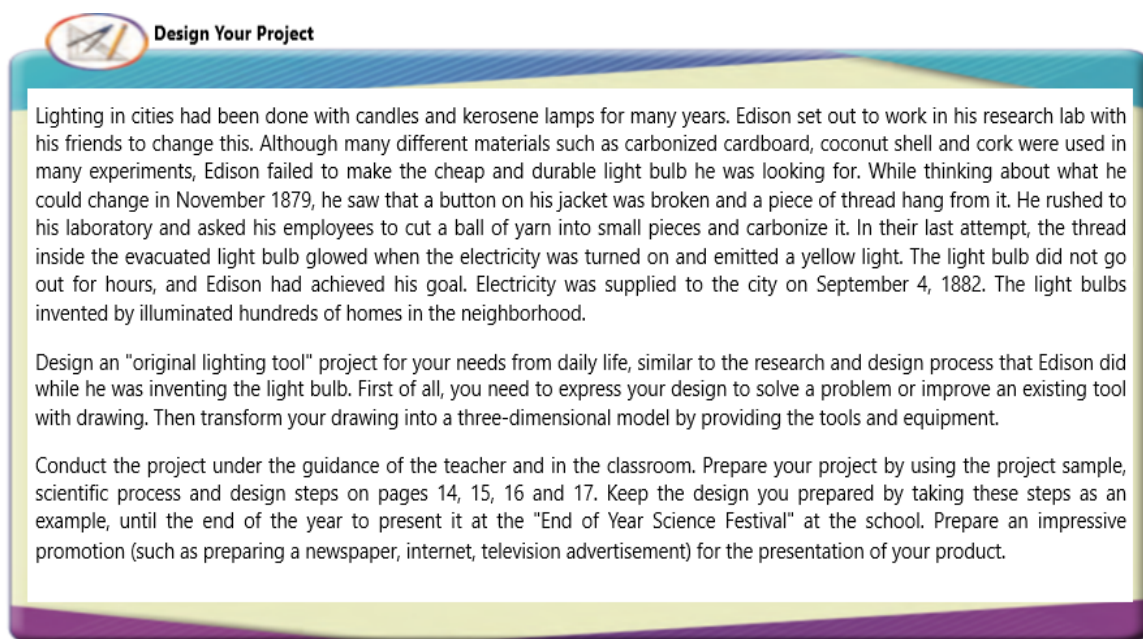 Design Your Project
Lighting in cities had been done with candles and kerosene lamps for many years. Edison set out to work in his research lab with
his friends to change this. Although many different materials such as carbonized cardboard, coconut shell and cork were used in
many experiments, Edison failed to make the cheap and durable light bulb he was looking for. While thinking about what he
could change in November 1879, he saw that a button on his jacket was broken and a piece of thread hang from it. He rushed to
his laboratory and asked his employees to cut a ball of yarn into small pieces and carbonize it. In their last attempt, the thread
inside the evacuated light bulb glowed when the electricity was turned on and emitted a yellow light. The light bulb did not go
out for hours, and Edison had achieved his goal. Electricity was supplied to the city on September 4, 1882. The light bulbs
invented by illuminated hundreds of homes in the neighborhood.
Design an "original lighting tool" project for your needs from daily life, similar to the research and design process that Edison did
while he was inventing the light bulb. First of all, you need to express your design to solve a problem or improve an existing tool
with drawing. Then transform your drawing into a three-dimensional model by providing the tools and equipment.
Conduct the project under the guidance of the teacher and in the classroom. Prepare your project by using the project sample,
scientific process and design steps on pages 14, 15, 16 and 17. Keep the design you prepared by taking these steps as an
example, until the end of the year to present it at the "End of Year Science Festival" at the school. Prepare an impressive
promotion (such as preparing a newspaper, internet, television advertisement) for the presentation of your product.